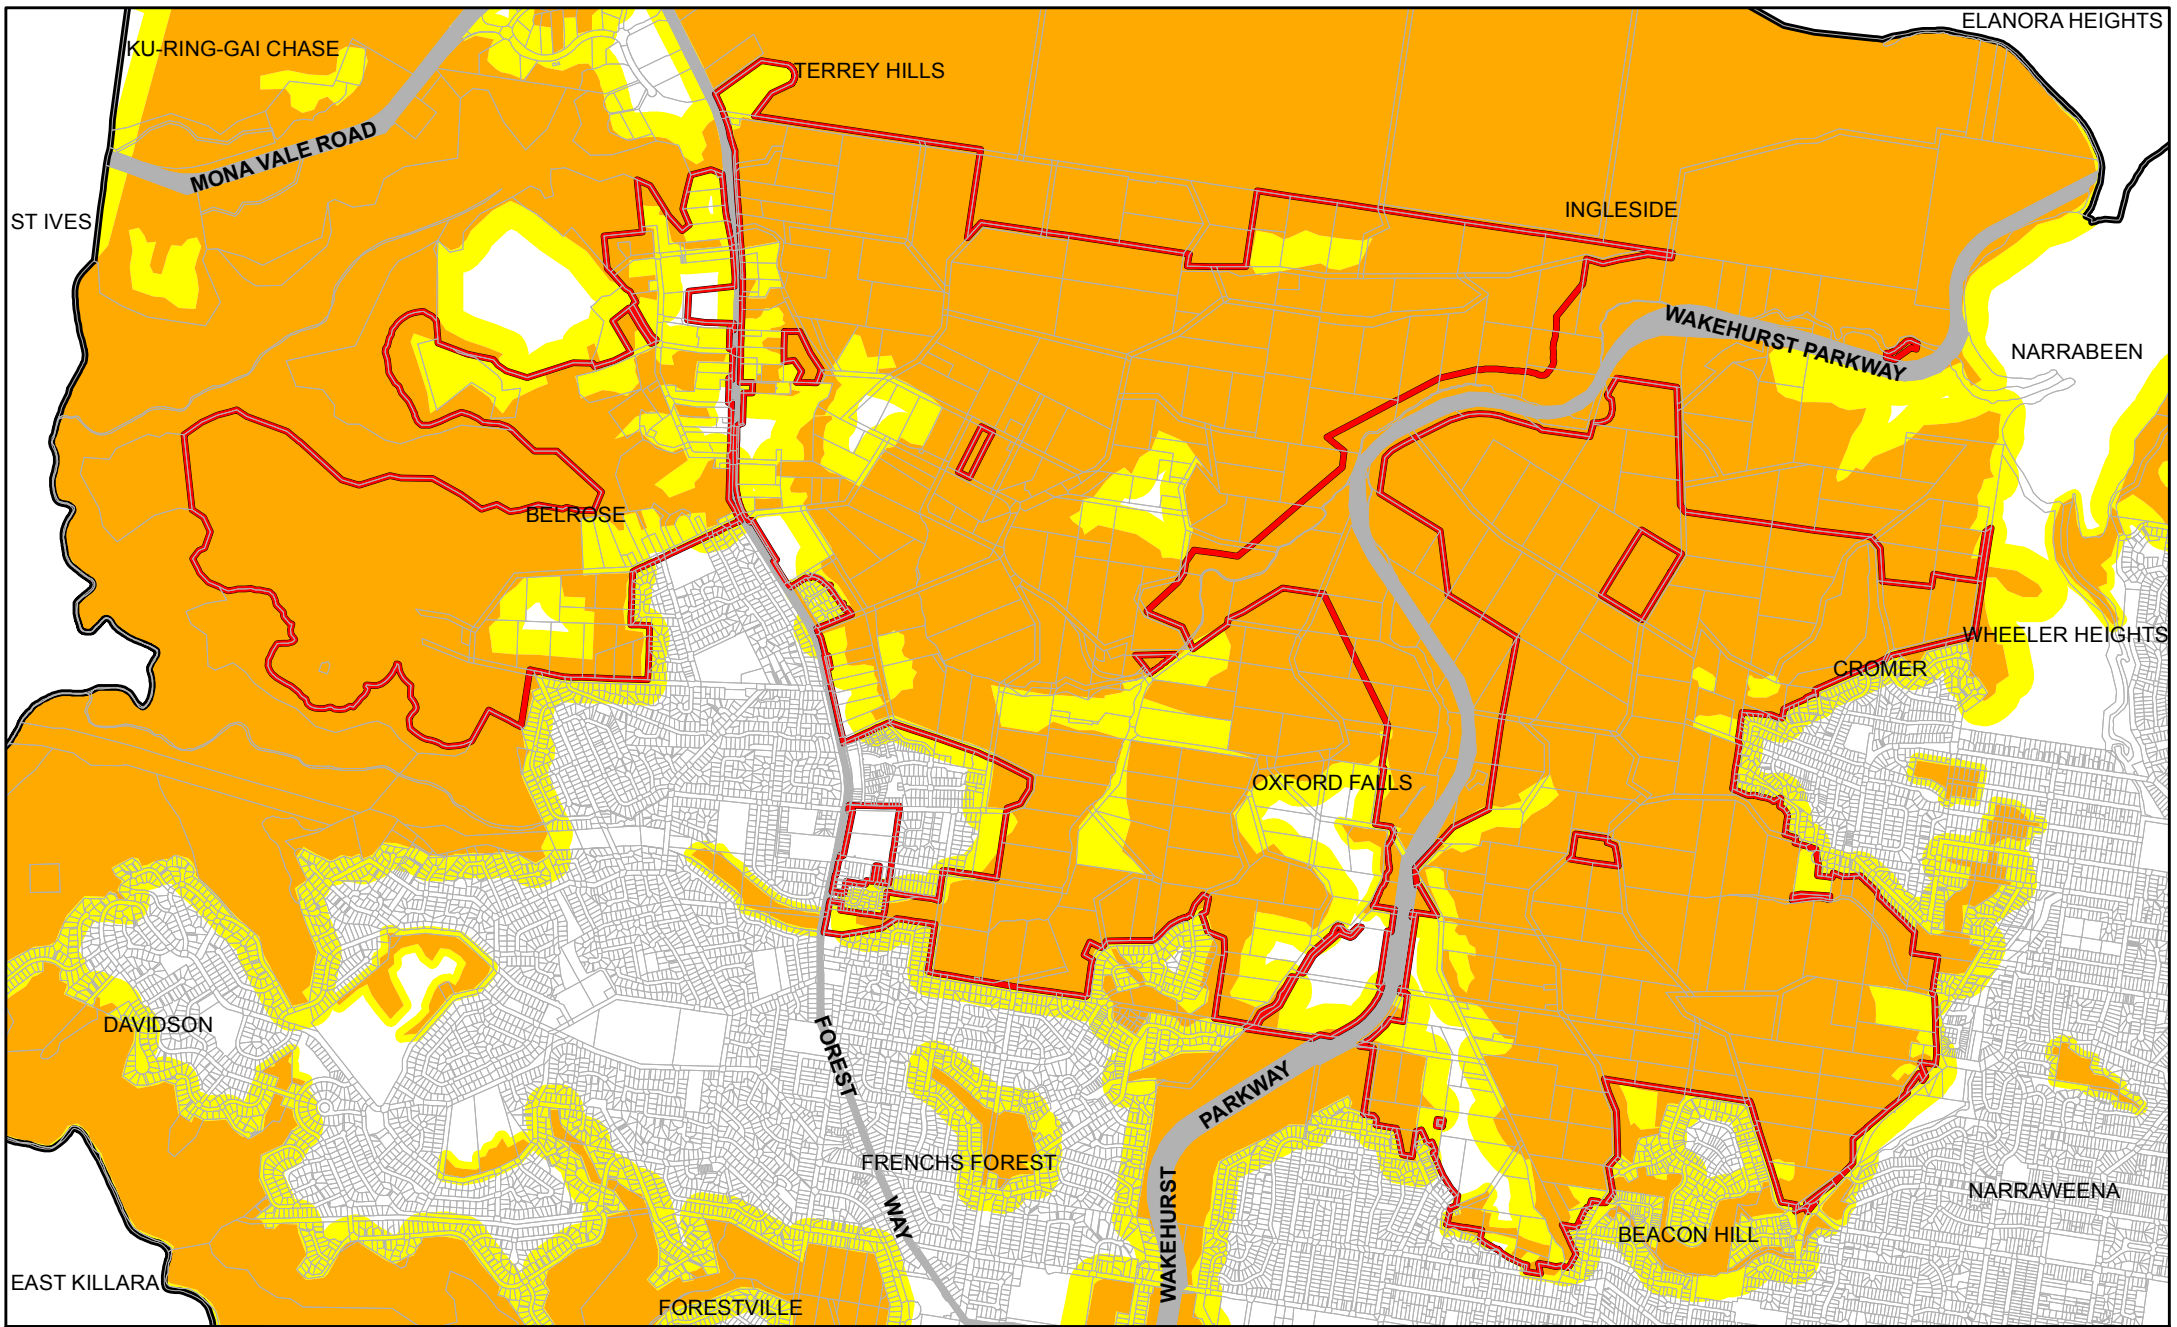 ELANORA HEIGHTS
KU-RING-GAI CHASE
TERREY HILLS
MONA VALE ROAD
ST IVES
INGLESIDE
WAKEHURST PARKWAY
NARRABEEN
BELROSE
WHEELER HEIGHTS
CROMER
OXFORD FALLS
DAVIDSON
FOREST
PARKWAY
FRENCHS FOREST
WAKEHURST
NARRAWEENA
WAY
BEACON HILL
EAST KILLARA
FORESTVILLE